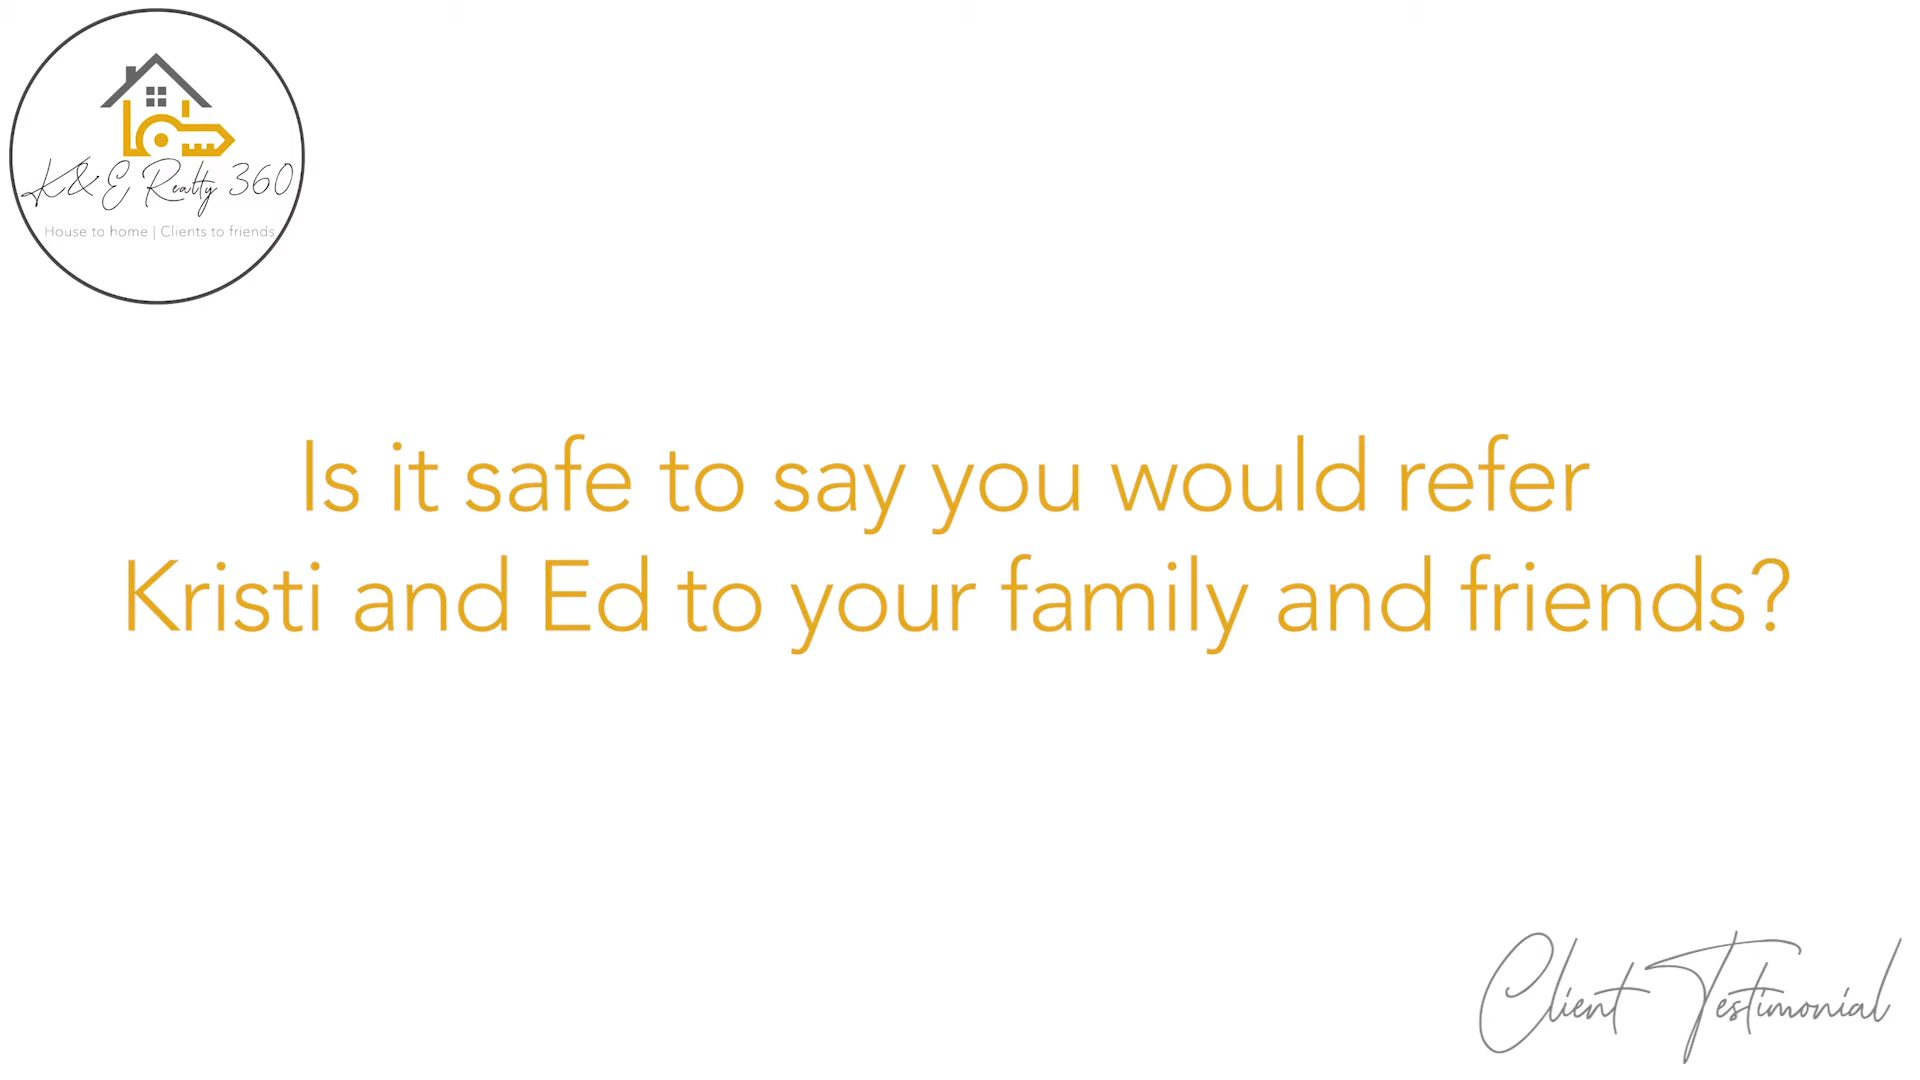 K&E Realty 360
House to home | Clients to friends
Is it safe to say you would refer
Kristi and Ed to your family and friends?
Client Testimonial